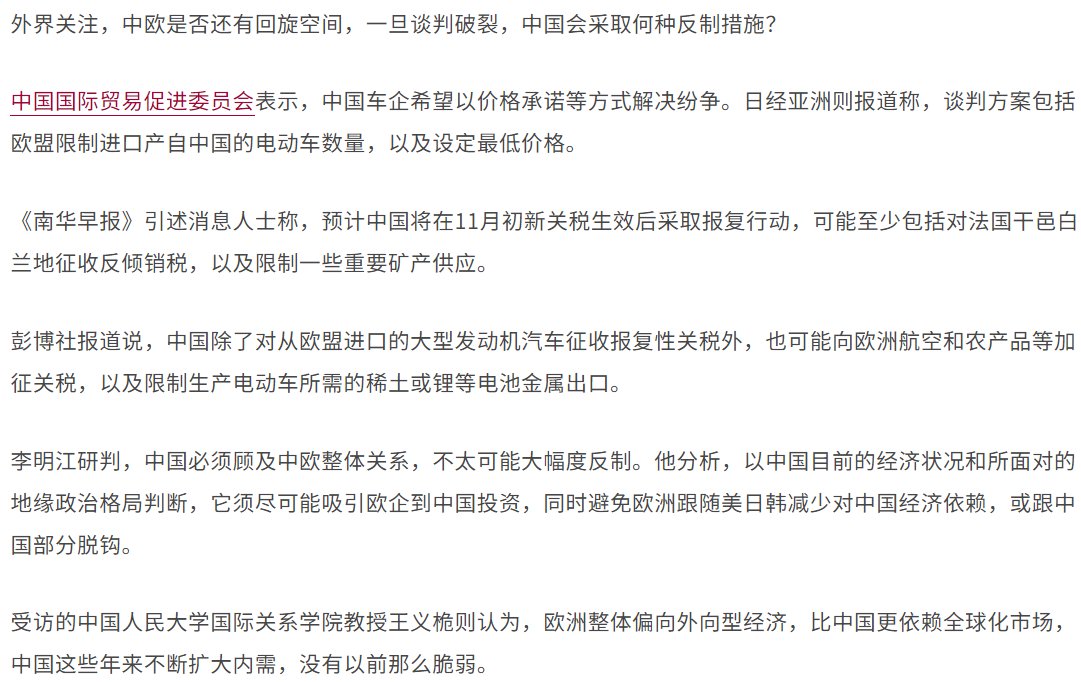 外界关注，中欧是否还有回旋空间，一旦谈判破裂，中国会采取何种反制措施？
中国国际贸易促进委员会表示，中国车企希望以价格承诺等方式解决纷争。日经亚洲则报道称，谈判方案包括
欧盟限制进口产自中国的电动车数量，以及设定最低价格。
《南华早报》引述消息人士称，预计中国将在11月初新关税生效后采取报复行动，可能至少包括对法国干邑白
兰地征收反倾销税，以及限制一些重要矿产供应。
彭博社报道说，中国除了对从欧盟进口的大型发动机汽车征收报复性关税外，也可能向欧洲航空和农产品等加
征关税，以及限制生产电动车所需的稀土或锂等电池金属出口。
李明江研判，中国必须顾及中欧整体关系，不太可能大幅度反制。他分析，以中国目前的经济状况和所面对的
地缘政治格局判断，它须尽可能吸引欧企到中国投资，同时避免欧洲跟随美日韩减少对中国经济依赖，或跟中
国部分脱钩。
受访的中国人民大学国际关系学院教授王义桅则认为，欧洲整体偏向外向型经济，比中国更依赖全球化市场，
中国这些年来不断扩大内需，没有以前那么脆弱。